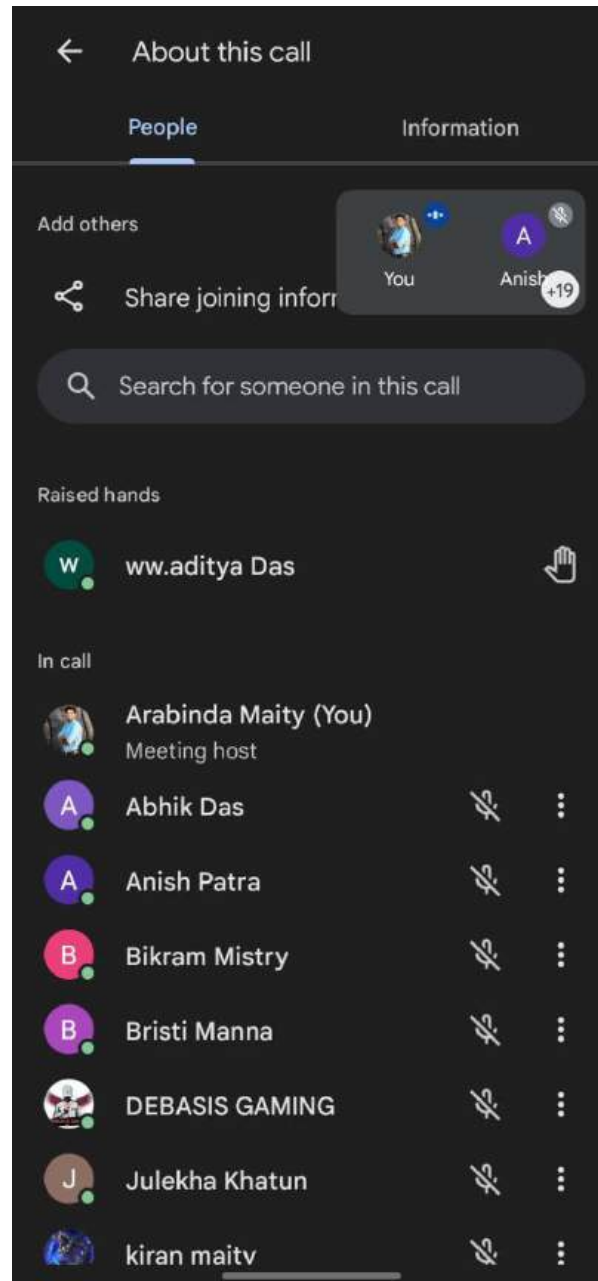 About this call
People Information
Add others
A
You Anish
+19
Share joining inforr
Search for someone in this call
Raised hands
W ww.aditya Das
In call
Arabinda Maity (You)
Meeting host
A Abhik Das
A Anish Patra
B Bikram Mistry
B Bristi Manna
DEBASIS GAMING
J Julekha Khatun
kiran maity